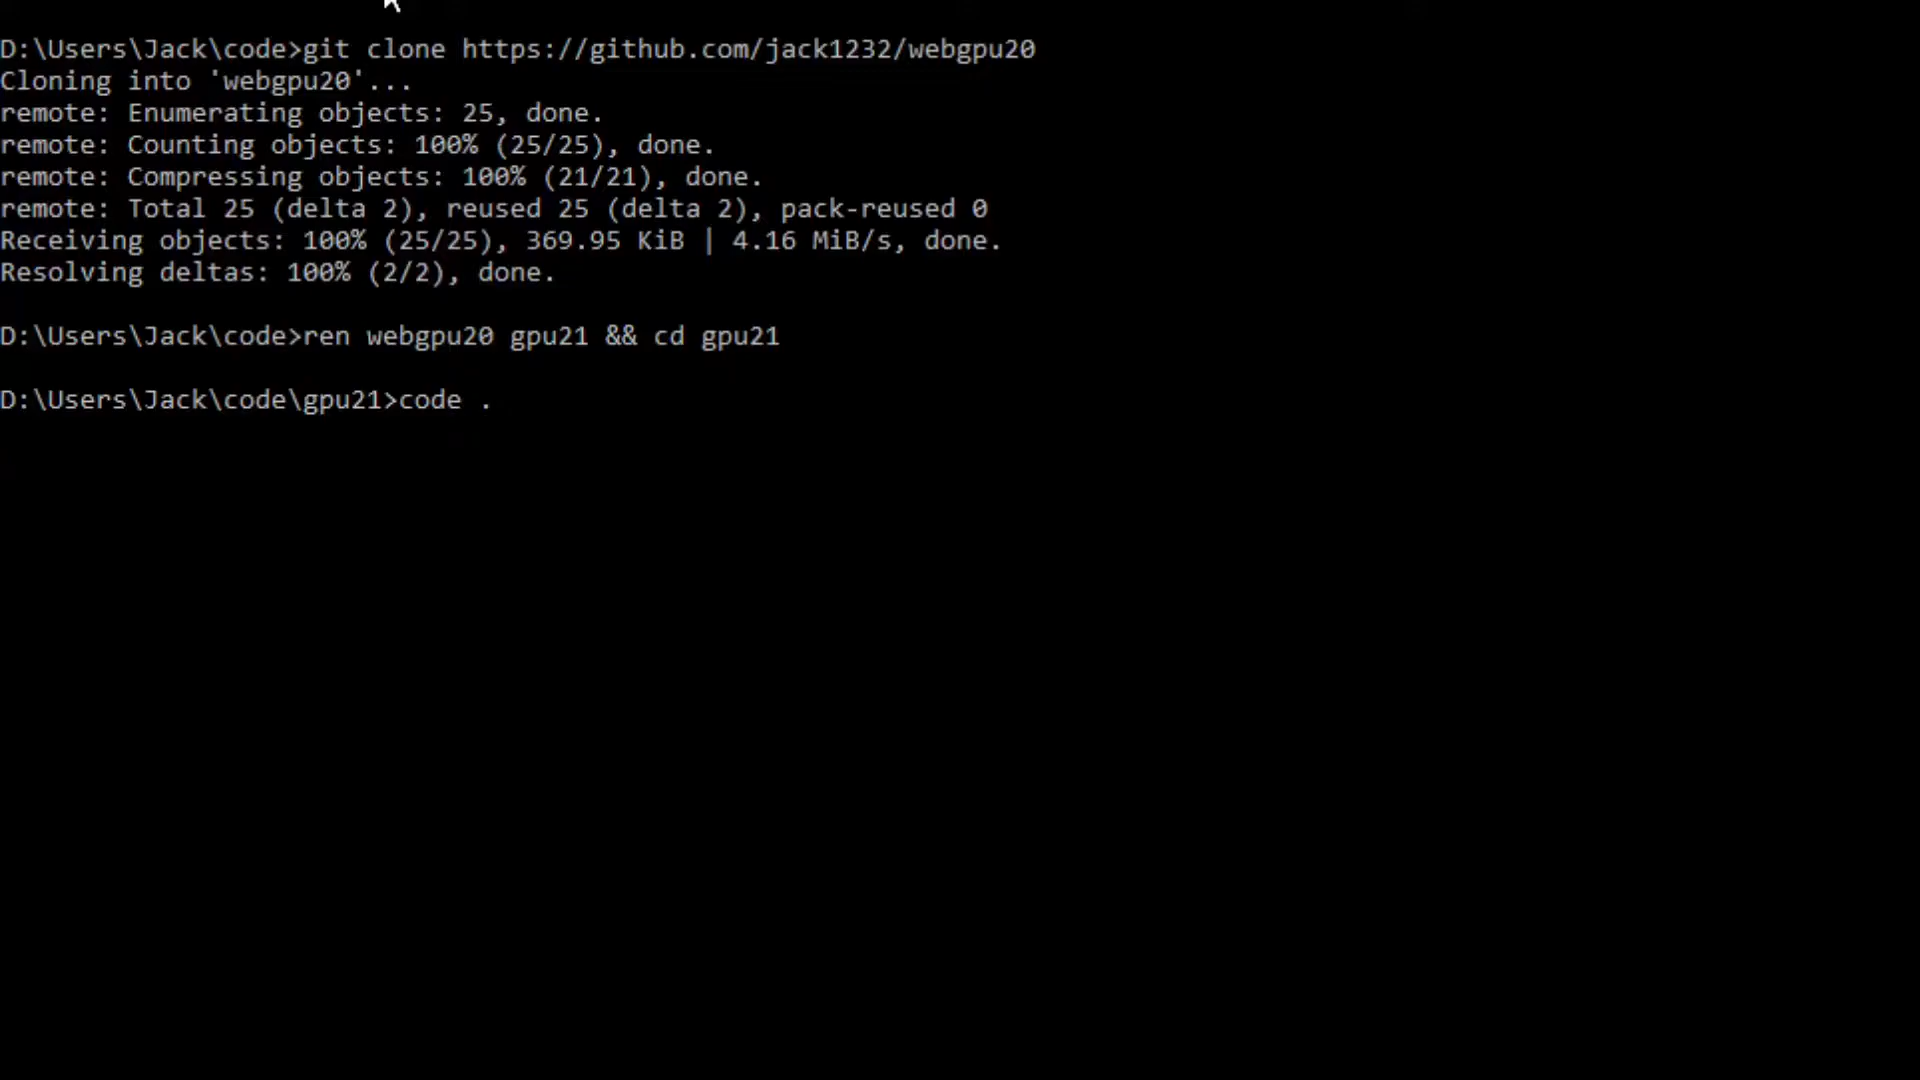 D:\Users\Jack\code>git clone https://github.com/jack1232/webgpu20
Cloning into 'webgpu20'...
remote: Enumerating objects: 25, done.
remote: Counting objects: 100% (25/25), done.
remote: Compressing objects: 100% (21/21), done.
remote: Total 25 (delta 2), reused 25 (delta 2), pack-reused 0
Receiving objects: 100% (25/25), 369.95 KiB | 4.16 MiB/s, done.
Resolving deltas: 100% (2/2), done.
D:\Users\Jack\code>ren webgpu20 gpu21 && cd gpu21
D:\Users\Jack\code\gpu21>code .